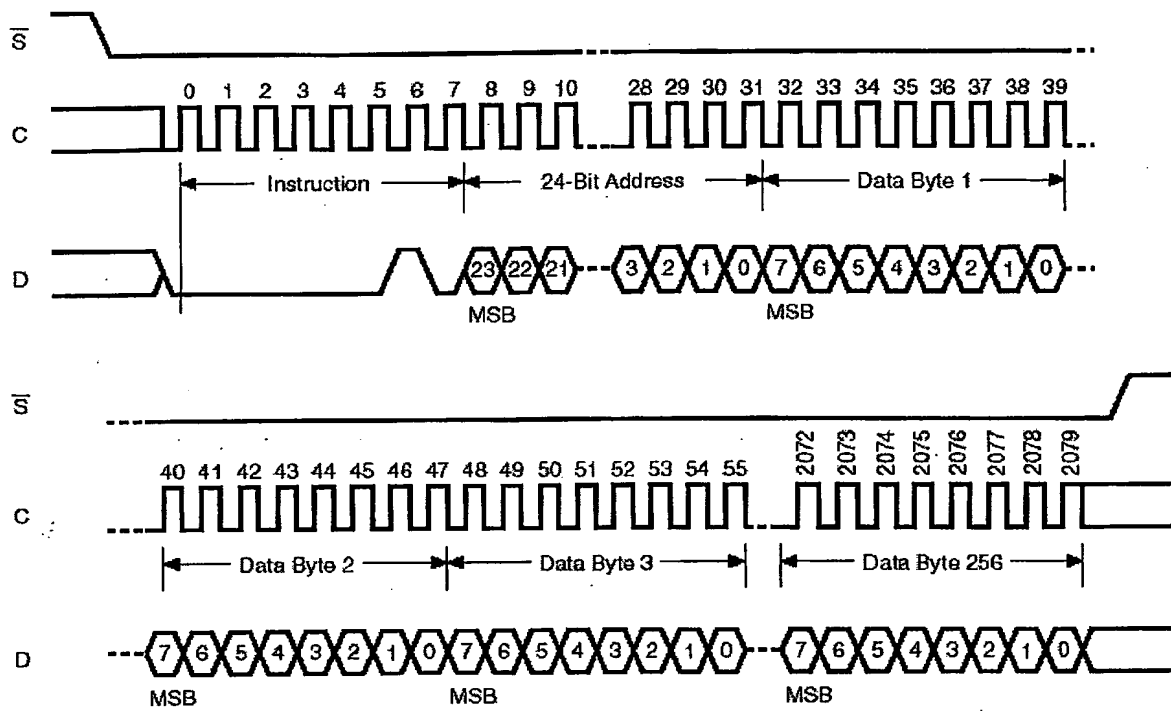 S
0 1 2 3 4 5 6 7 8 9 10 28 29 30 31 32 33 34 35 36 37 38 39
C
Instruction 24-Bit Address Data Byte 1
D
23 22 21 3 2 1 0 7 6 5 4 3 2 1 0
MSB MSB
S
2072 2073 2074 2075 2076 2077 2078 2079
40 41 42 43 44 45 46 47 48 49 50 51 52 53 54 55
C
Data Byte 2 Data Byte 3 Data Byte 256
D
7 6 5 4 3 2 1 0 7 6 5 4 3 2 1 0 7 6 5 4 3 2 1 0
MSB MSB MSB